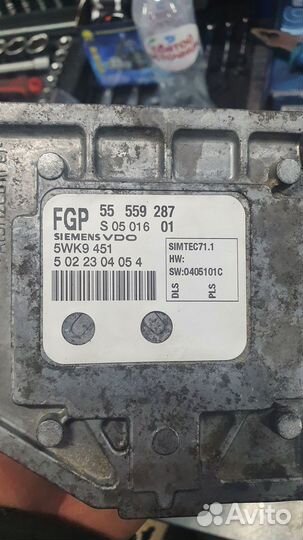 FGP 55 559 287
S 05 016 01
SIEMENS VDO
5WK9 451
5 02 23 04 05 4
SIMTEC71.1
HW:
SW:0405101C
DLS
PLS
Avito